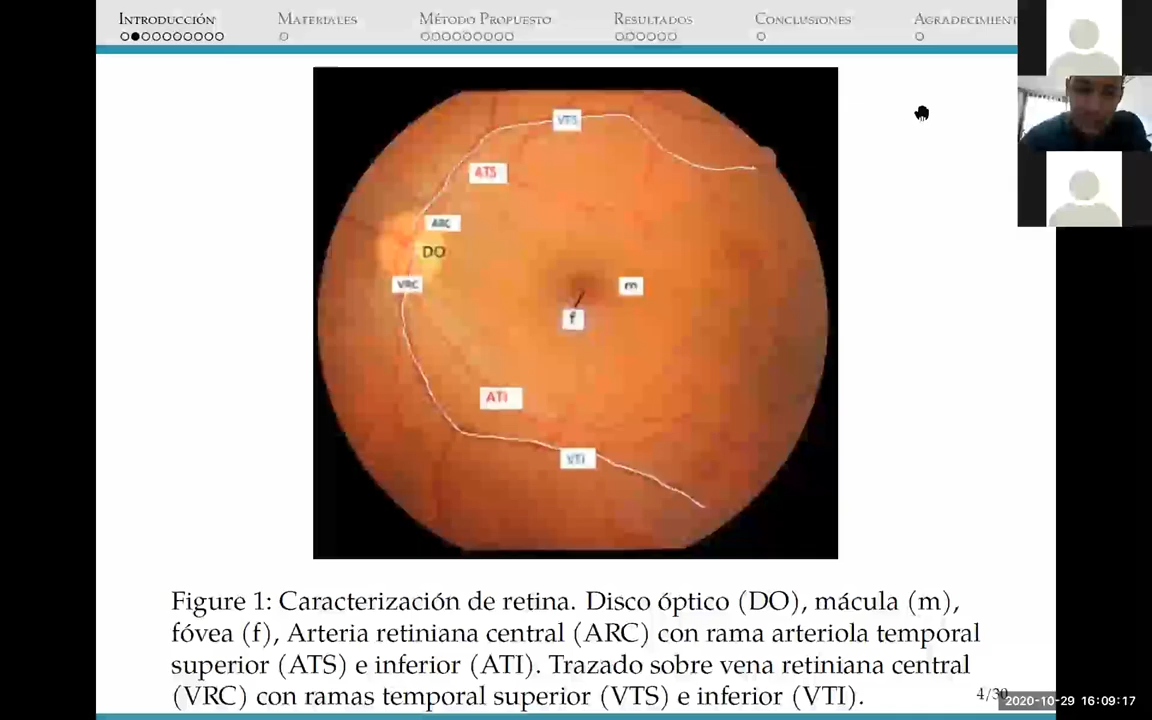 INTRODUCCIÓN MATERIALES MÉTODO PROPUESTO RESULTADOS CONCLUSIONES AGRADECIMIENT
VTS
ATS
ARC
DO
VRC
m
f
ATI
VTI
Figure 1: Caracterización de retina. Disco óptico (DO), mácula (m),
fóvea (f), Arteria retiniana central (ARC) con rama arteriola temporal
superior (ATS) e inferior (ATI). Trazado sobre vena retiniana central
(VRC) con ramas temporal superior (VTS) e inferior (VTI).
4/30
2020-10-29 16:09:17